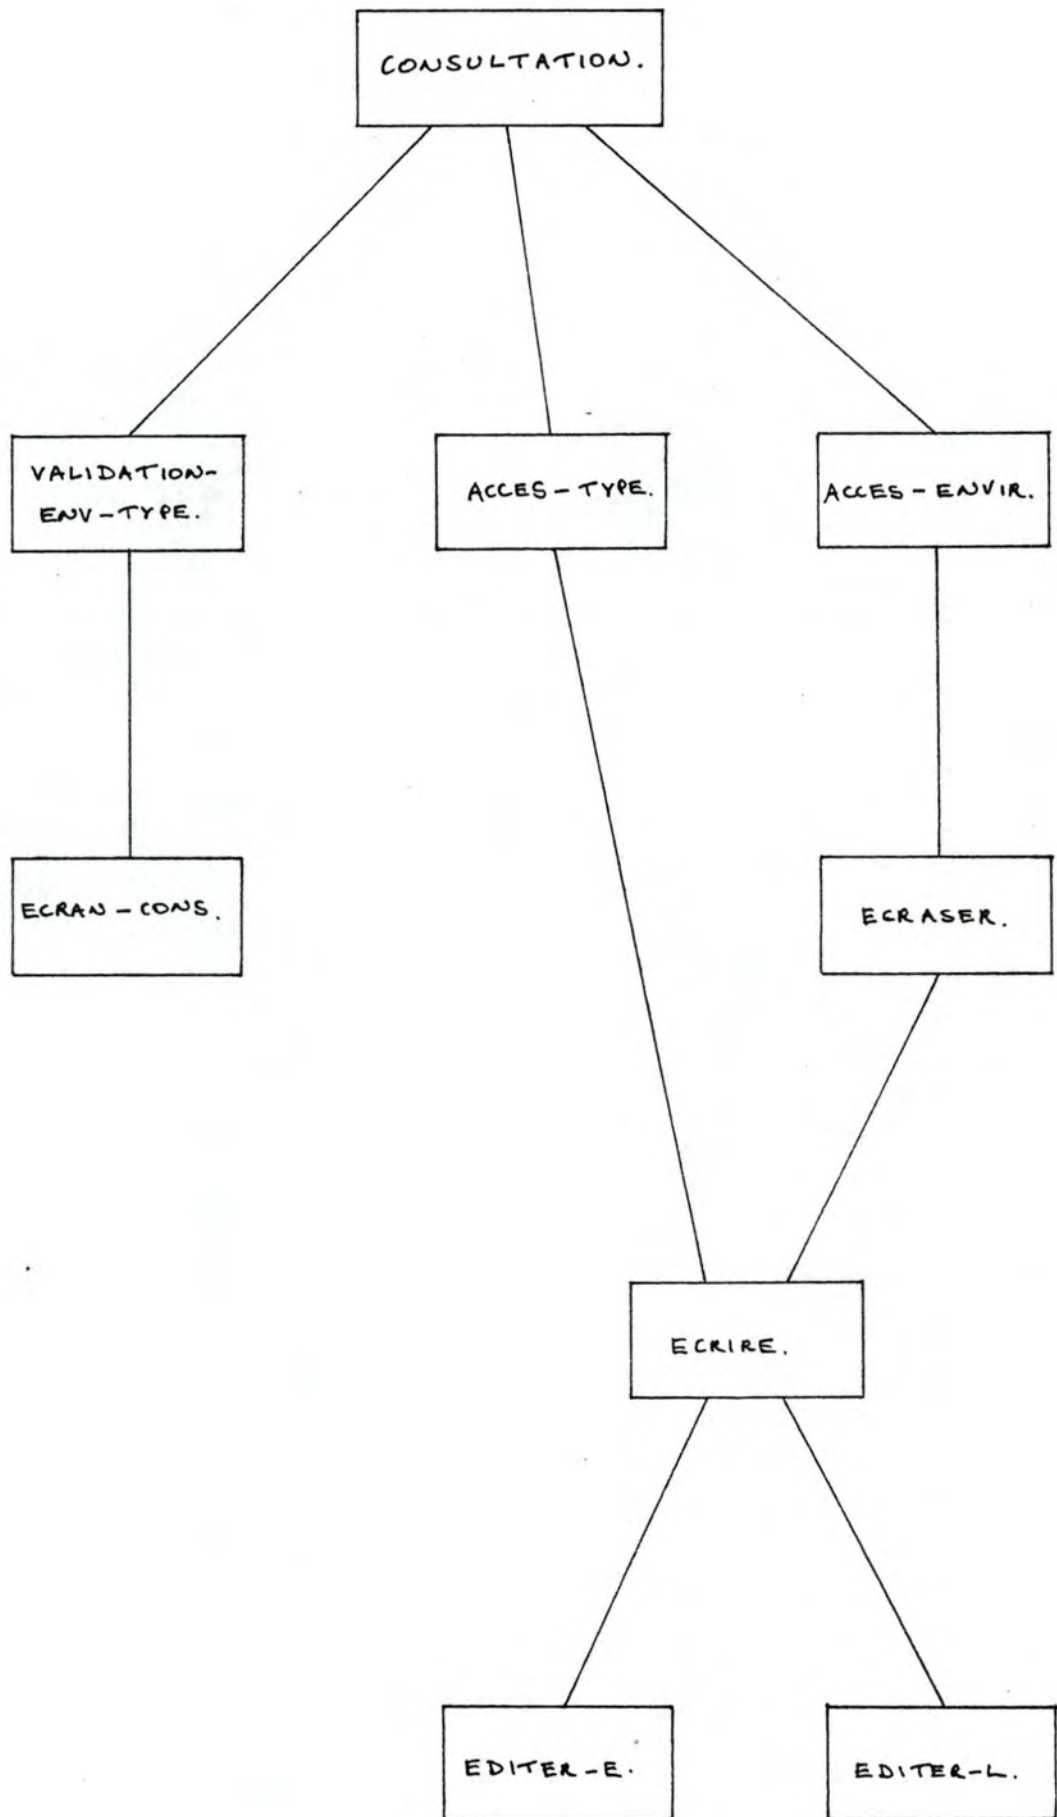 CONSULTATION.
VALIDATION-
ENV-TYPE.
ACCES-TYPE.
ACCES-ENVIR.
ECRAN-CONS.
ECRASER.
ECRIRE.
EDITER-E.
EDITER-L.